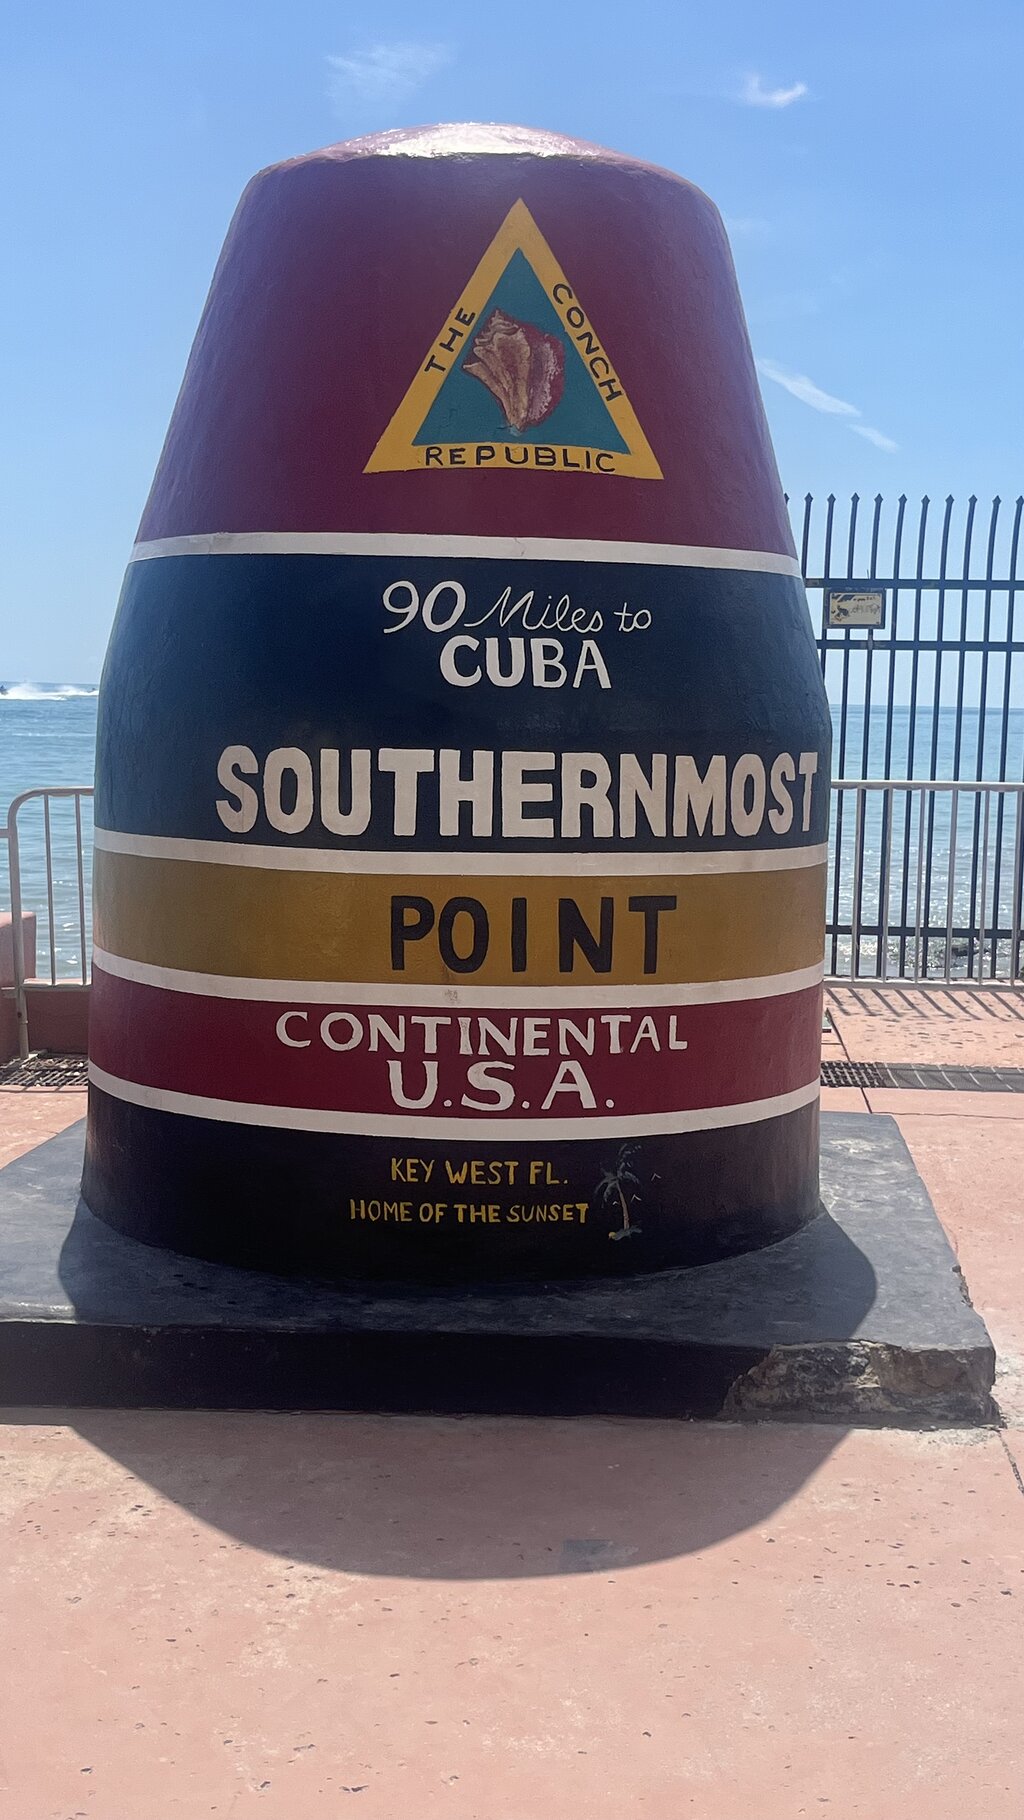 THE CONCH
REPUBLIC
90 Miles to
CUBA
SOUTHERNMOST
POINT
CONTINENTAL
U.S.A.
KEY WEST FL.
HOME OF THE SUNSET